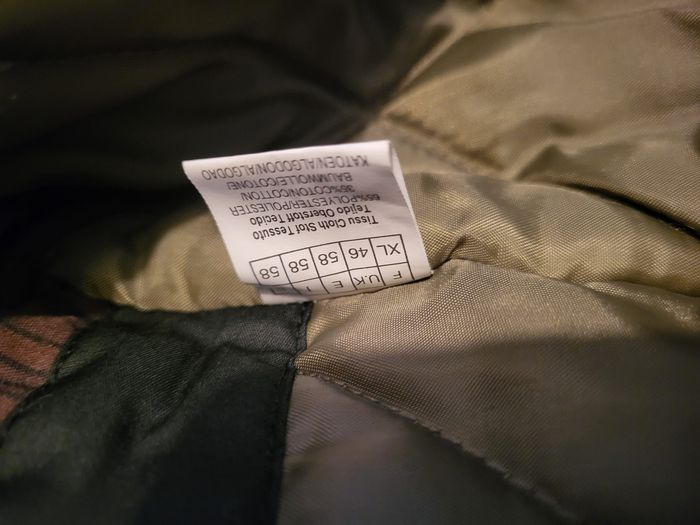 F U.K E
XL 46 58 58 58
Tissu Cloth Stof Tessuto
Tejido Oberstoff Tecido
65%POLYESTER/POLIESTER
35%COTON/COTTON/
BAUMWOLLE/COTONE/
KATOEN/ALGODON/ALGODAO